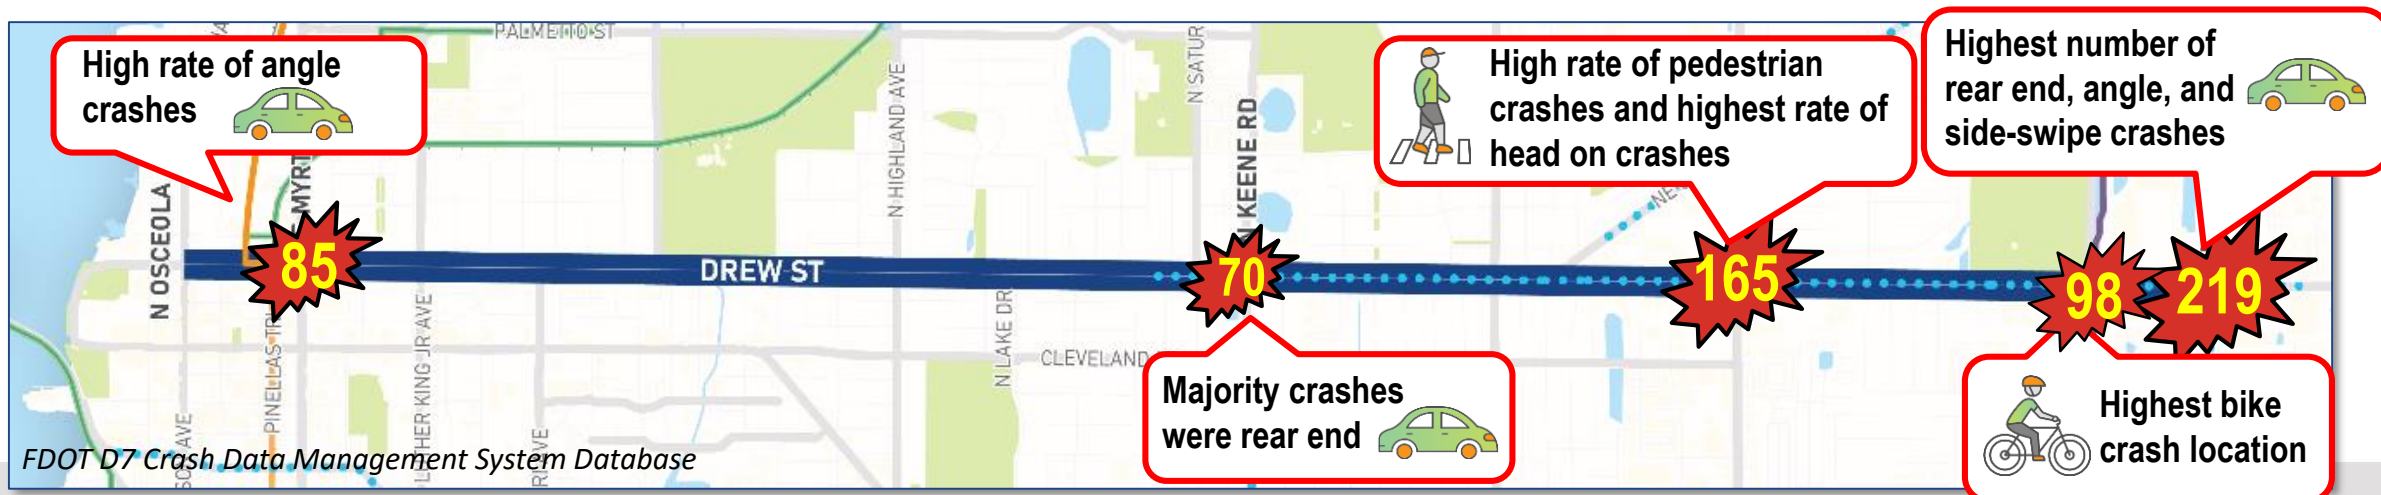 PALMETTO ST
High rate of angle
crashes
High rate of pedestrian
crashes and highest rate of
head on crashes
Highest number of
rear end, angle, and
side-swipe crashes
N HIGHLAND AVE
N SATUR
N KEENE RD
N OSCEOLA
MYRT
NE
85
DREW ST
70
165
98
219
PINELLAS TR
LUTHER KING JR AVE
N LAKE DR
CLEVELAND
Majority crashes
were rear end
Highest bike
crash location
AVE
FDOT D7 Crash Data Management System Database